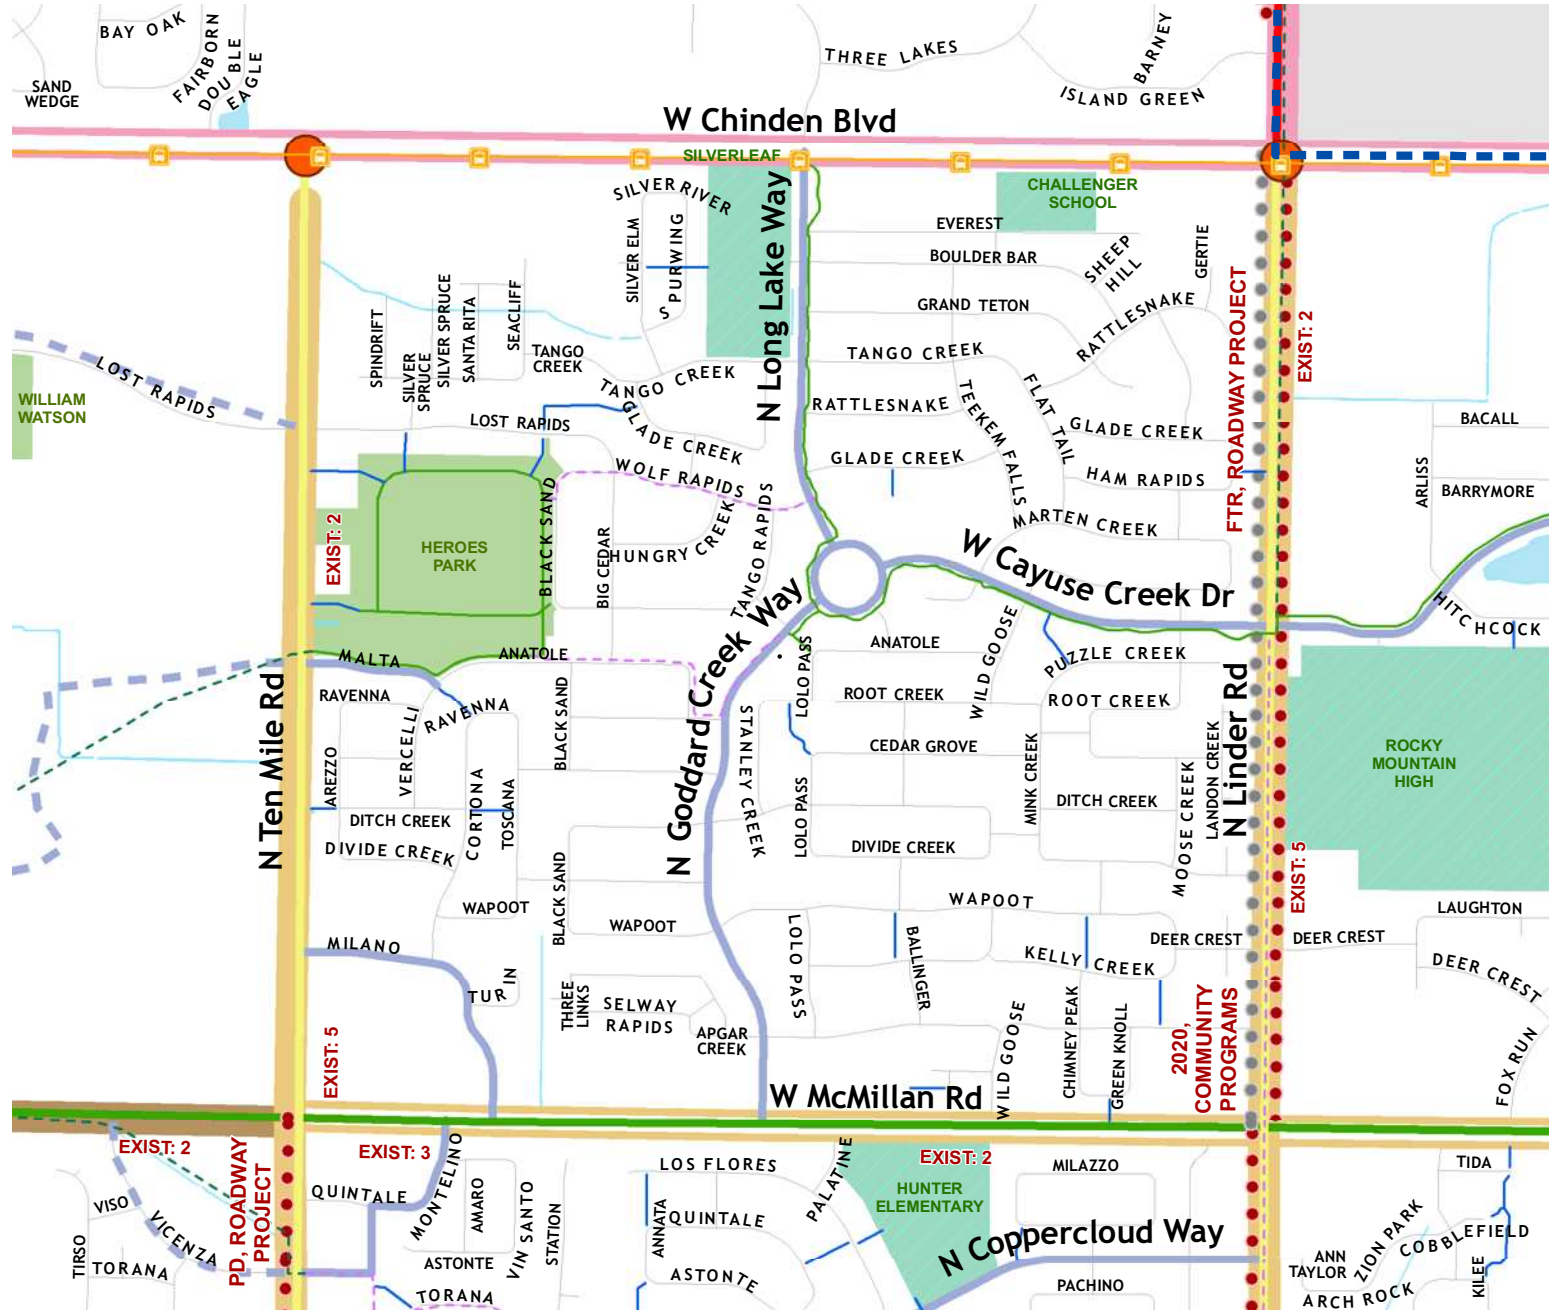 BAY OAK
FAIRBORN
DOU BLE
EAGLE
SAND
WEDGE
THREE LAKES
BARNEY
ISLAND GREEN
W Chinden Blvd
SILVERLEAF
SILVER RIVER
SILVER ELM
S PURWING
N Long Lake Way
CHALLENGER
SCHOOL
EVEREST
BOULDER BAR
SHEEP
HILL
GERTIE
GRAND TETON
RATTLESNAKE
FTR, ROADWAY PROJECT
EXIST: 2
SPINDRIFT
SILVER
SPRUCE
SILVER SPRUCE
SANTA RITA
SEACLIFF
TANGO
CREEK
TANGO CREEK
TANGO CREEK
LOST RAPIDS
WILLIAM
WATSON
LOST RAPIDS
GLADE CREEK
WOLF RAPIDS
RATTLESNAKE
TEEKEM FALLS
FLAT TAIL
GLADE CREEK
GLADE CREEK
HAM RAPIDS
MARTEN CREEK
BACALL
ARLISS
BARRYMORE
EXIST: 2
HEROES
PARK
BLACK SAND
BIG CEDAR
HUNGRY CREEK
TANGO RAPIDS
W Cayuse Creek Dr
HITCHCOCK
N Goddard Creek Way
MALTA
ANATOLE
LOLO PASS
ANATOLE
WILD GOOSE
PUZZLE CREEK
N Ten Mile Rd
RAVENNA
RAVENNA
VERCELLI
AREZZO
BLACK SAND
STANLEY CREEK
ROOT CREEK
ROOT CREEK
CEDAR GROVE
MINK CREEK
LANDON CREEK
N Linder Rd
ROCKY
MOUNTAIN
HIGH
CORTONA
TOSCANA
DITCH CREEK
DIVIDE CREEK
LOLO PASS
DITCH CREEK
MOOSE CREEK
DIVIDE CREEK
EXIST: 5
BLACK SAND
WAPOOT
WAPOOT
WAPOOT
LAUGHTON
MILANO
LOLO PASS
BALLINGER
KELLY CREEK
DEER CREST
DEER CREST
DEER CREST
TURIN
THREE
LINKS
SELWAY
RAPIDS
APGAR
CREEK
WILD GOOSE
CHIMNEY PEAK
GREEN KNOLL
2020,
COMMUNITY
PROGRAMS
FOX RUN
EXIST: 5
W McMillan Rd
EXIST: 2
EXIST: 3
EXIST: 2
PD, ROADWAY
PROJECT
VISO
VICENZA
TIRSO
TORANA
QUINTALE
MONTELINO
AMARO
VIN SANTO
STATION
ASTONTE
TORANA
LOS FLORES
ANNATA
QUINTALE
ASTONTE
PALATINE
HUNTER
ELEMENTARY
MILAZZO
N Coppercloud Way
PACHINO
TIDA
ZION PARK
COBBLEFIELD
ANN
TAYLOR
ARCH ROCK
KILEE